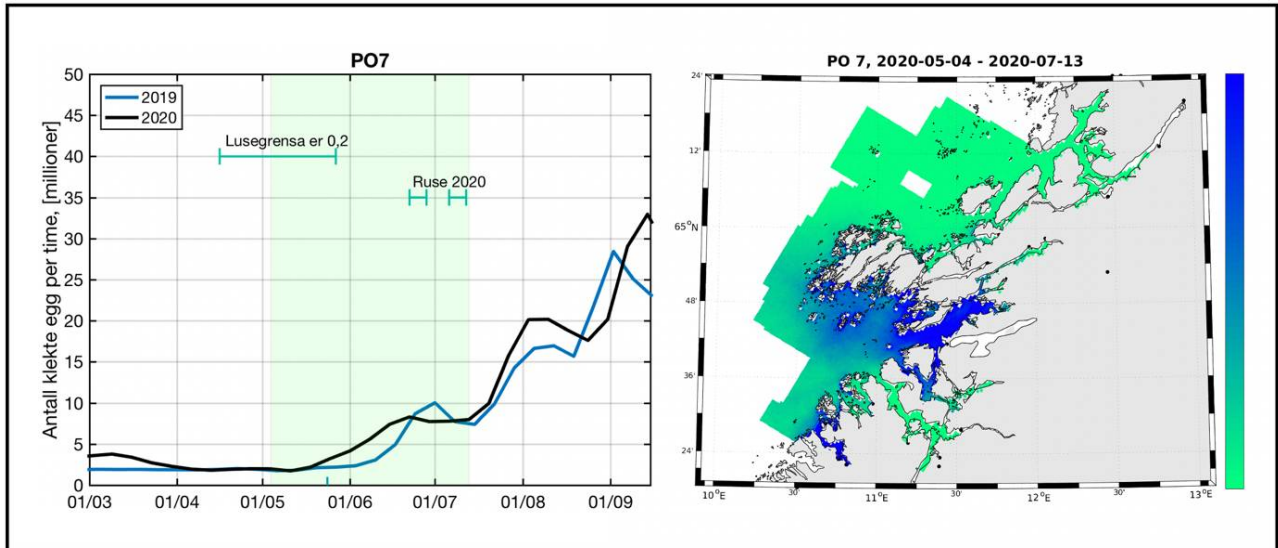 PO7
50
45
40
35
30
25
20
15
10
5
0
Antall klekte egg per time, [millioner]
2019
2020
Lusegrensa er 0,2
Ruse 2020
01/03 01/04 01/05 01/06 01/07 01/08 01/09
PO 7, 2020-05-04 - 2020-07-13
24'
12'
65°N
48'
36'
24'
10°E 30' 11°E 30' 12°E 30' 13°E